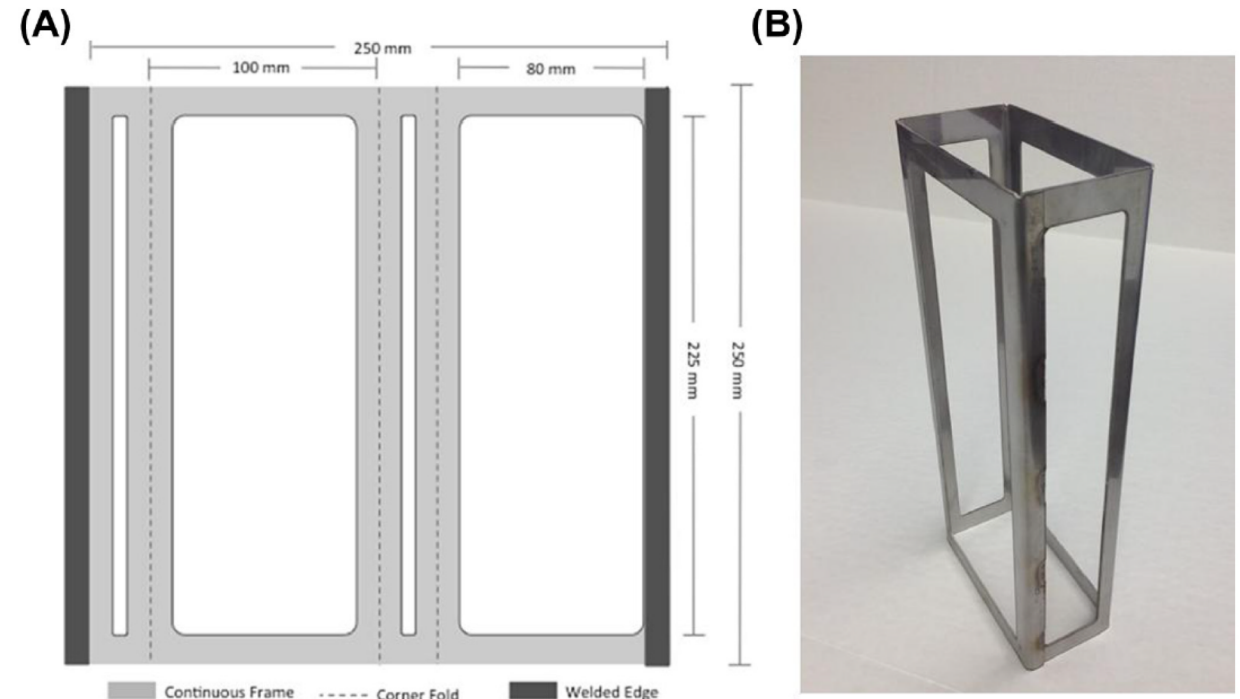 (A)
(B)
250 mm
100 mm
80 mm
225 mm
250 mm
Continuous Frame
Corner Fold
Welded Edge